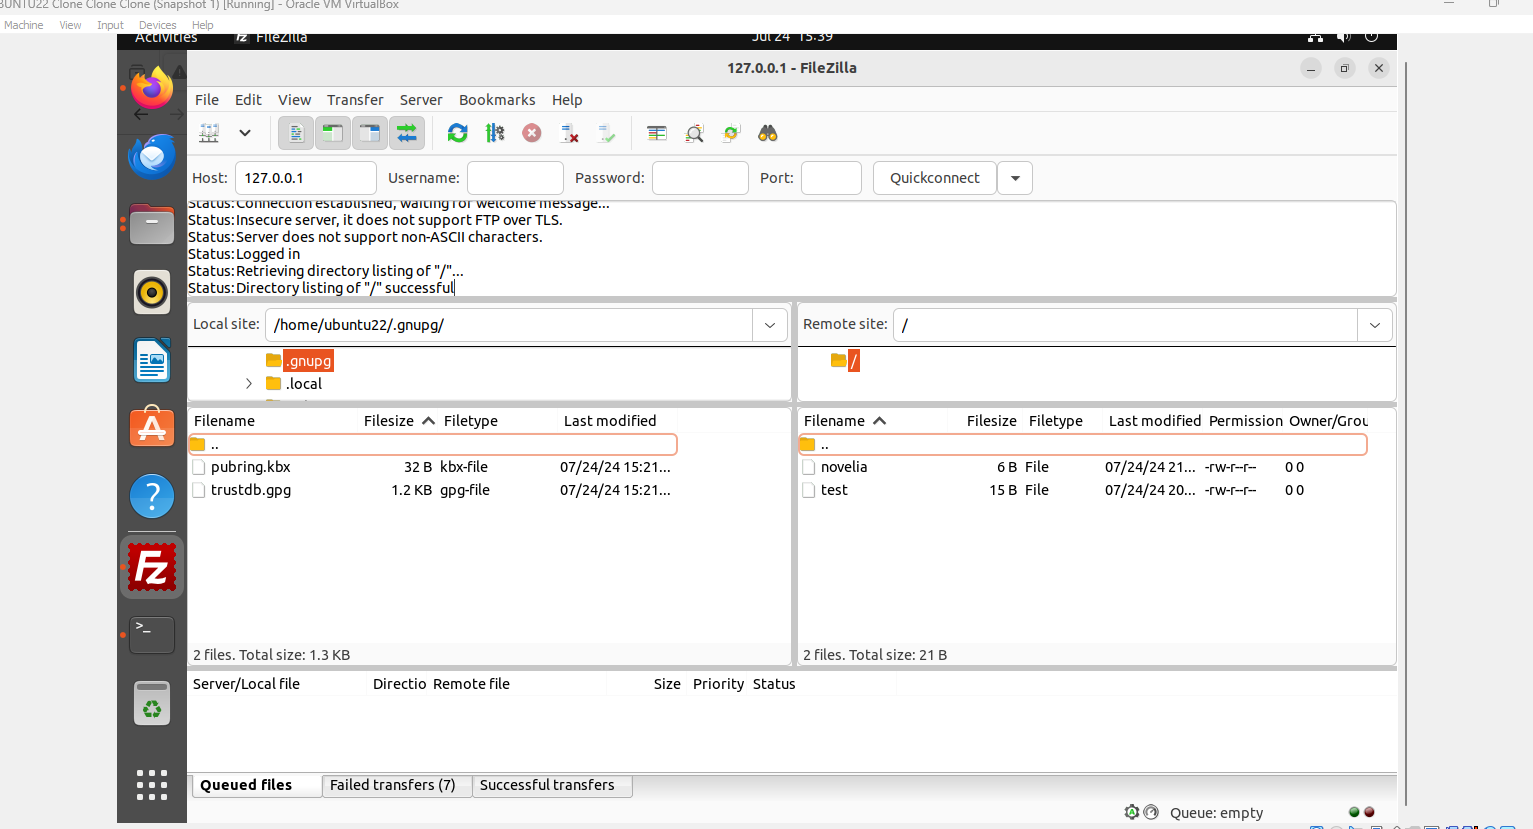 UBUNTU22 Clone Clone Clone (Snapshot 1) [Running] - Oracle VM VirtualBox
Machine View Input Devices Help
Activities FileZilla Jul 24 15:39
127.0.0.1 - FileZilla
File Edit View Transfer Server Bookmarks Help
Host: 127.0.0.1 Username: Password: Port: Quickconnect
Status: Connection established, waiting for welcome message...
Status: Insecure server, it does not support FTP over TLS.
Status: Server does not support non-ASCII characters.
Status: Logged in
Status: Retrieving directory listing of "/"...
Status: Directory listing of "/" successful
Local site: /home/ubuntu22/.gnupg/
.gnupg
.local
Remote site: /
/
Filename Filesize Filetype Last modified
..
pubring.kbx 32 B kbx-file 07/24/24 15:21...
trustdb.gpg 1.2 KB gpg-file 07/24/24 15:21...
2 files. Total size: 1.3 KB
Filename Filesize Filetype Last modified Permission Owner/Grou
..
novelia 6 B File 07/24/24 21... -rw-r--r-- 0 0
test 15 B File 07/24/24 20... -rw-r--r-- 0 0
2 files. Total size: 21 B
Server/Local file Directio Remote file Size Priority Status
Queued files Failed transfers (7) Successful transfers
Queue: empty